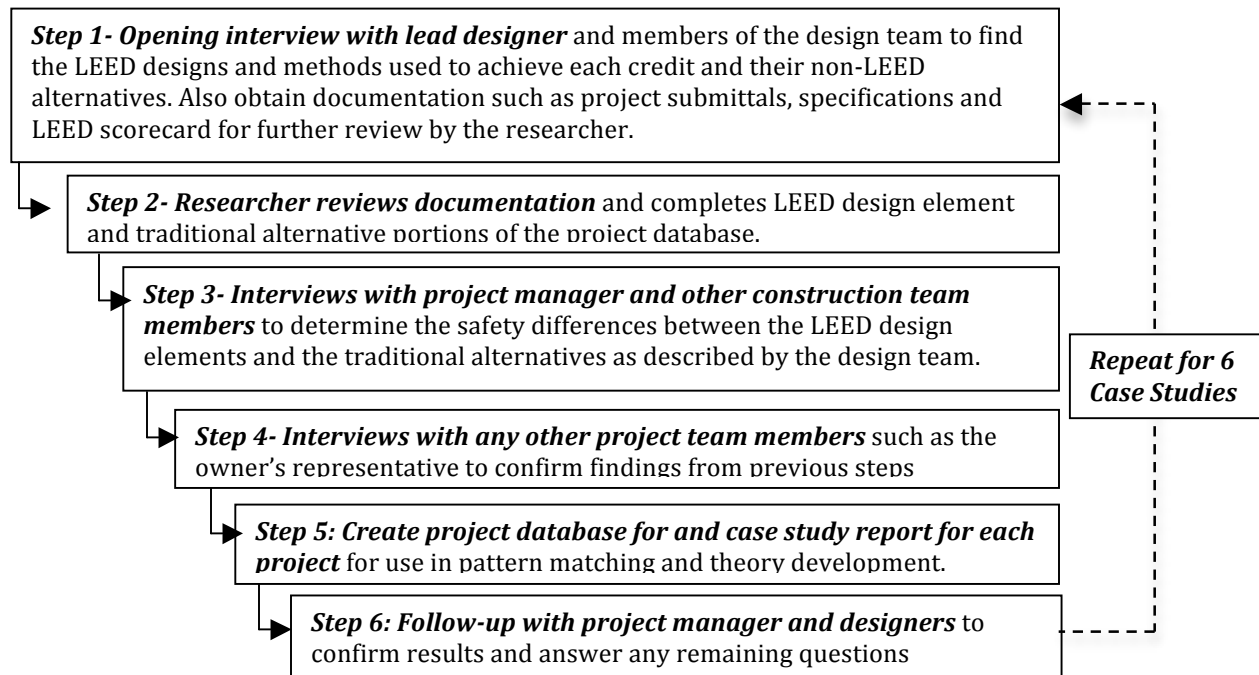 Step 1- Opening interview with lead designer and members of the design team to find
the LEED designs and methods used to achieve each credit and their non-LEED
alternatives. Also obtain documentation such as project submittals, specifications and
LEED scorecard for further review by the researcher.
Step 2- Researcher reviews documentation and completes LEED design element
and traditional alternative portions of the project database.
Step 3- Interviews with project manager and other construction team
members to determine the safety differences between the LEED design
elements and the traditional alternatives as described by the design team.
Step 4- Interviews with any other project team members such as the
owner’s representative to confirm findings from previous steps
Step 5: Create project database for and case study report for each
project for use in pattern matching and theory development.
Step 6: Follow-up with project manager and designers to
confirm results and answer any remaining questions
Repeat for 6
Case Studies